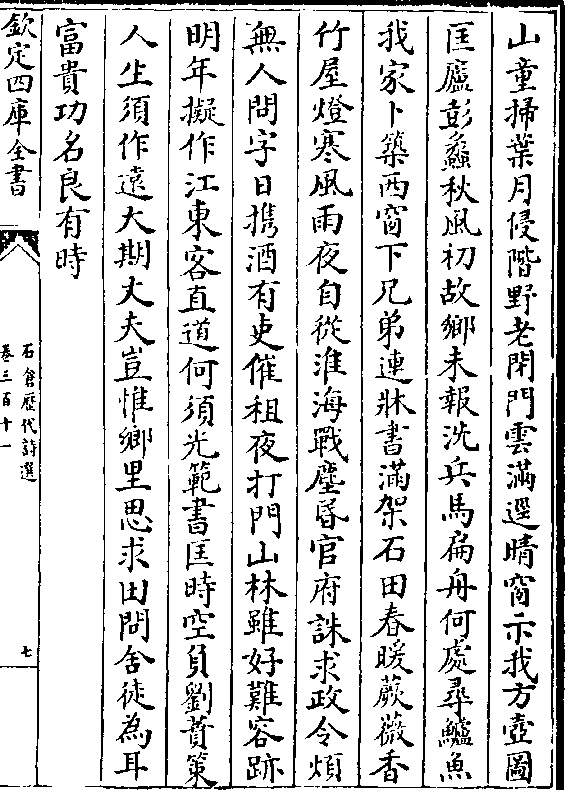 山童掃葉月侵階野老閉門雲滿逕晴窗示我方壺圖
匡廬彭蠡秋風初故鄉未報洗兵馬扁舟何處尋鱸魚
我家卜築西窗下兄弟連牀書滿架石田春暖蕨薇香
竹屋燈寒風雨夜自從淮海戰塵昏官府誅求政令煩
無人問字日携酒有吏催租夜打門山林雖好難容跡
明年擬作江東客直道何須光範書匡時空負劉蕡策
人生須作遠大期丈夫豈惟鄉里思求田問舍徒為耳
富貴功名良有時
欽定四庫全書
石倉歷代詩選
卷三百十一
七